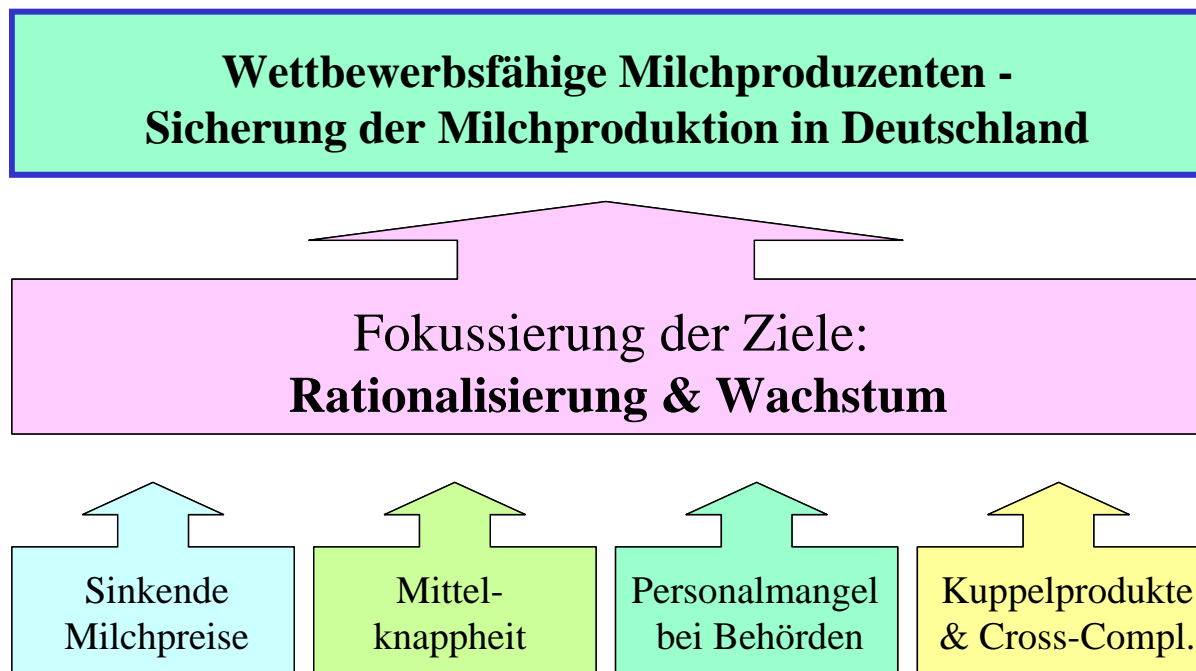 Wettbewerbsfähige Milchproduzenten -
Sicherung der Milchproduktion in Deutschland
Fokussierung der Ziele:
Rationalisierung & Wachstum
Sinkende
Milchpreise
Mittel-
knappheit
Personalmangel
bei Behörden
Kuppelprodukte
& Cross-Compl.